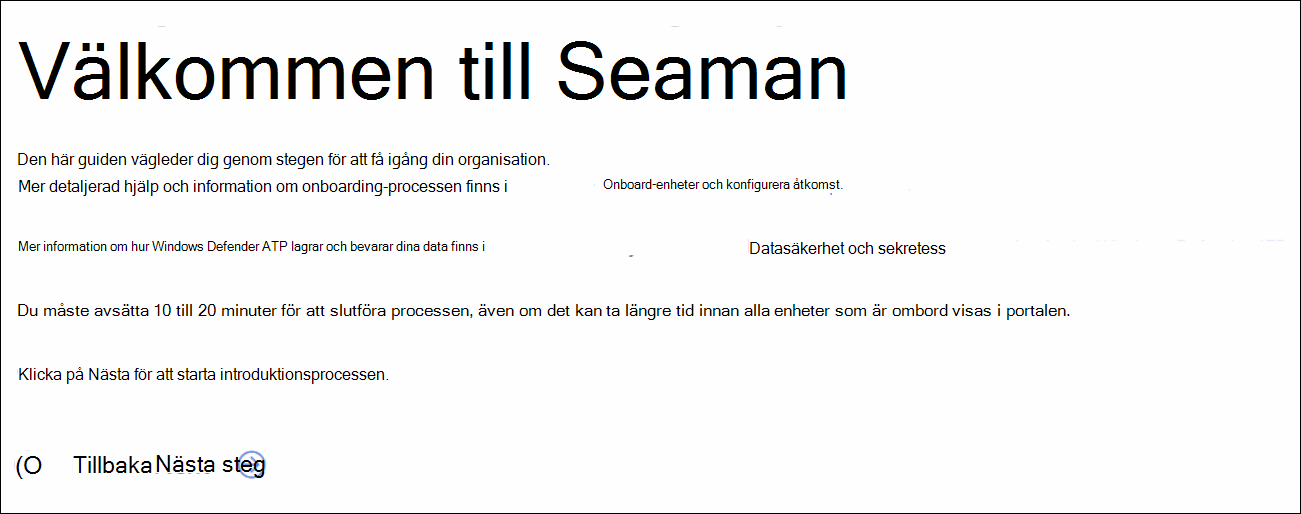 Välkommen till Seaman
Den här guiden vägleder dig genom stegen för att få igång din organisation.
Mer detaljerad hjälp och information om onboarding-processen finns i Onboard-enheter och konfigurera åtkomst.
Mer information om hur Windows Defender ATP lagrar och bevarar dina data finns i Datasäkerhet och sekretess
Du måste avsätta 10 till 20 minuter för att slutföra processen, även om det kan ta längre tid innan alla enheter som är ombord visas i portalen.
Klicka på Nästa för att starta introduktionsprocessen.
(O Tillbaka Nästa steg